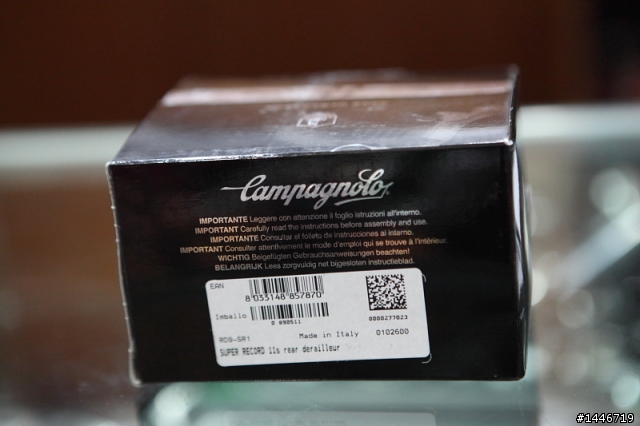 Campagnolo
IMPORTANTE Leggere con attenzione il foglio istruzioni all'interno.
IMPORTANT Carefully read the instructions before assembly and use.
IMPORTANTE Consultar el folleto de instrucciones al interno.
IMPORTANT Consulter attentivement le mode d'emploi qui se trouve à l'intérieur.
WICHTIG Beigefügten Gebrauchsanweisungen beachten!
BELANGRIJK Lees zorgvuldig net bijgesloten instructieblad.
EAN
8 033148 857870
Imballo
0 090511
0000277023
RD9-SR1 Made in Italy 0102600
SUPER RECORD 11s rear derailleur
#1446719